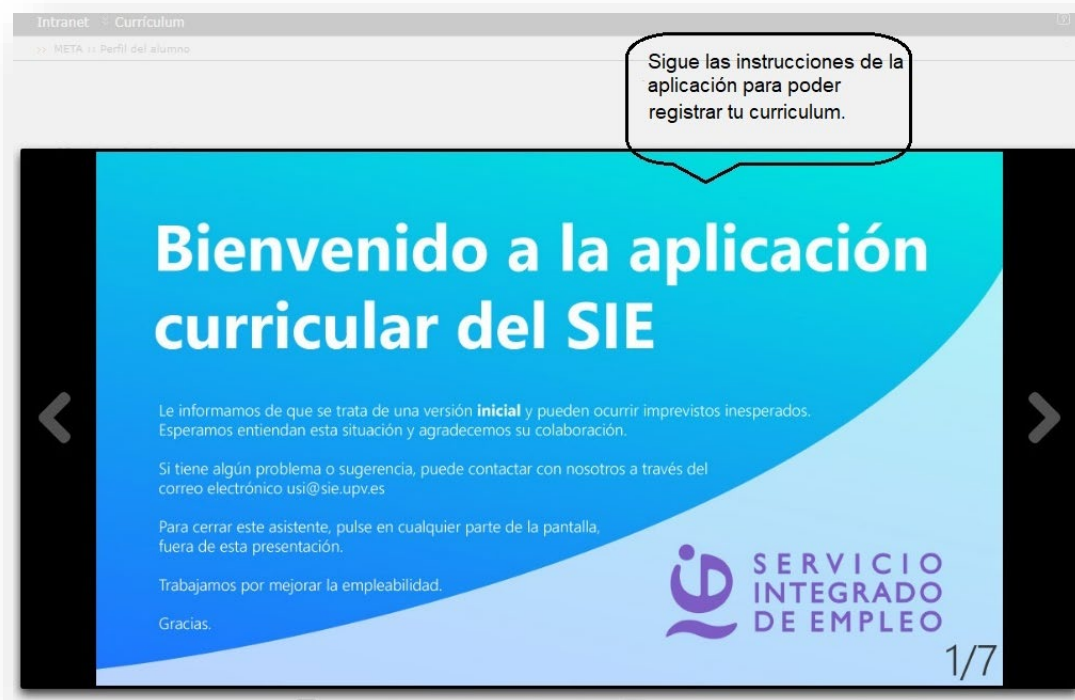 Intranet Currículum
META :: Perfil del alumno
Sigue las instrucciones de la
aplicación para poder
registrar tu curriculum.
Bienvenido a la aplicación
curricular del SIE
Le informamos de que se trata de una versión inicial y pueden ocurrir imprevistos inesperados.
Esperamos entiendan esta situación y agradecemos su colaboración.
Si tiene algún problema o sugerencia, puede contactar con nosotros a través del
correo electrónico usi@sie.upv.es
Para cerrar este asistente, pulse en cualquier parte de la pantalla,
fuera de esta presentación.
Trabajamos por mejorar la empleabilidad.
Gracias.
SERVICIO
INTEGRADO
DE EMPLEO
1/7